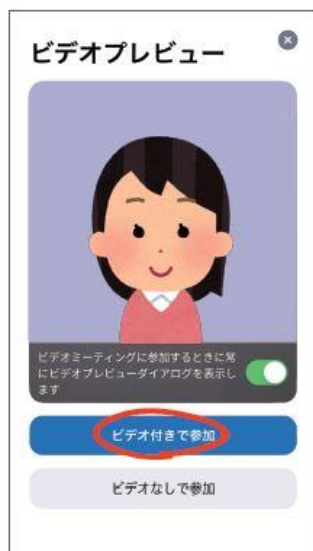 ビデオプレビュー
ビデオミーティングに参加するときに常
にビデオプレビューダイアログを表示し
ます
ビデオ付きで参加
ビデオなしで参加